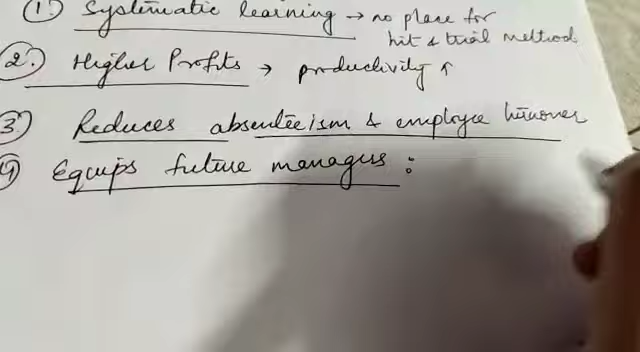 (1.) Systematic learning → no place for
hit & trial method
(2.) Higher Profits → productivity ↑
(3) Reduces absenteeism & employee turnover
(4) Equips future managers :